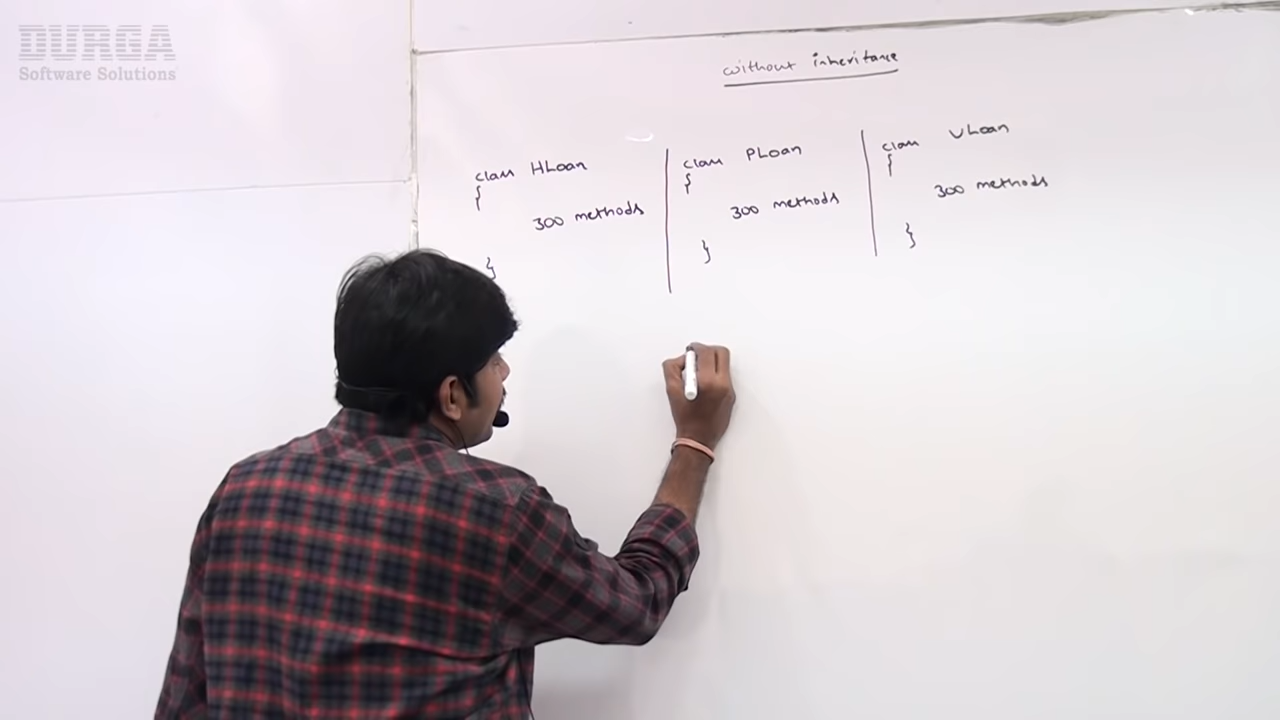 DURGA
Software Solutions
without inheritance
class HLoan
{
300 methods
}
class PLoan
{
300 methods
}
class VLoan
{
300 methods
}